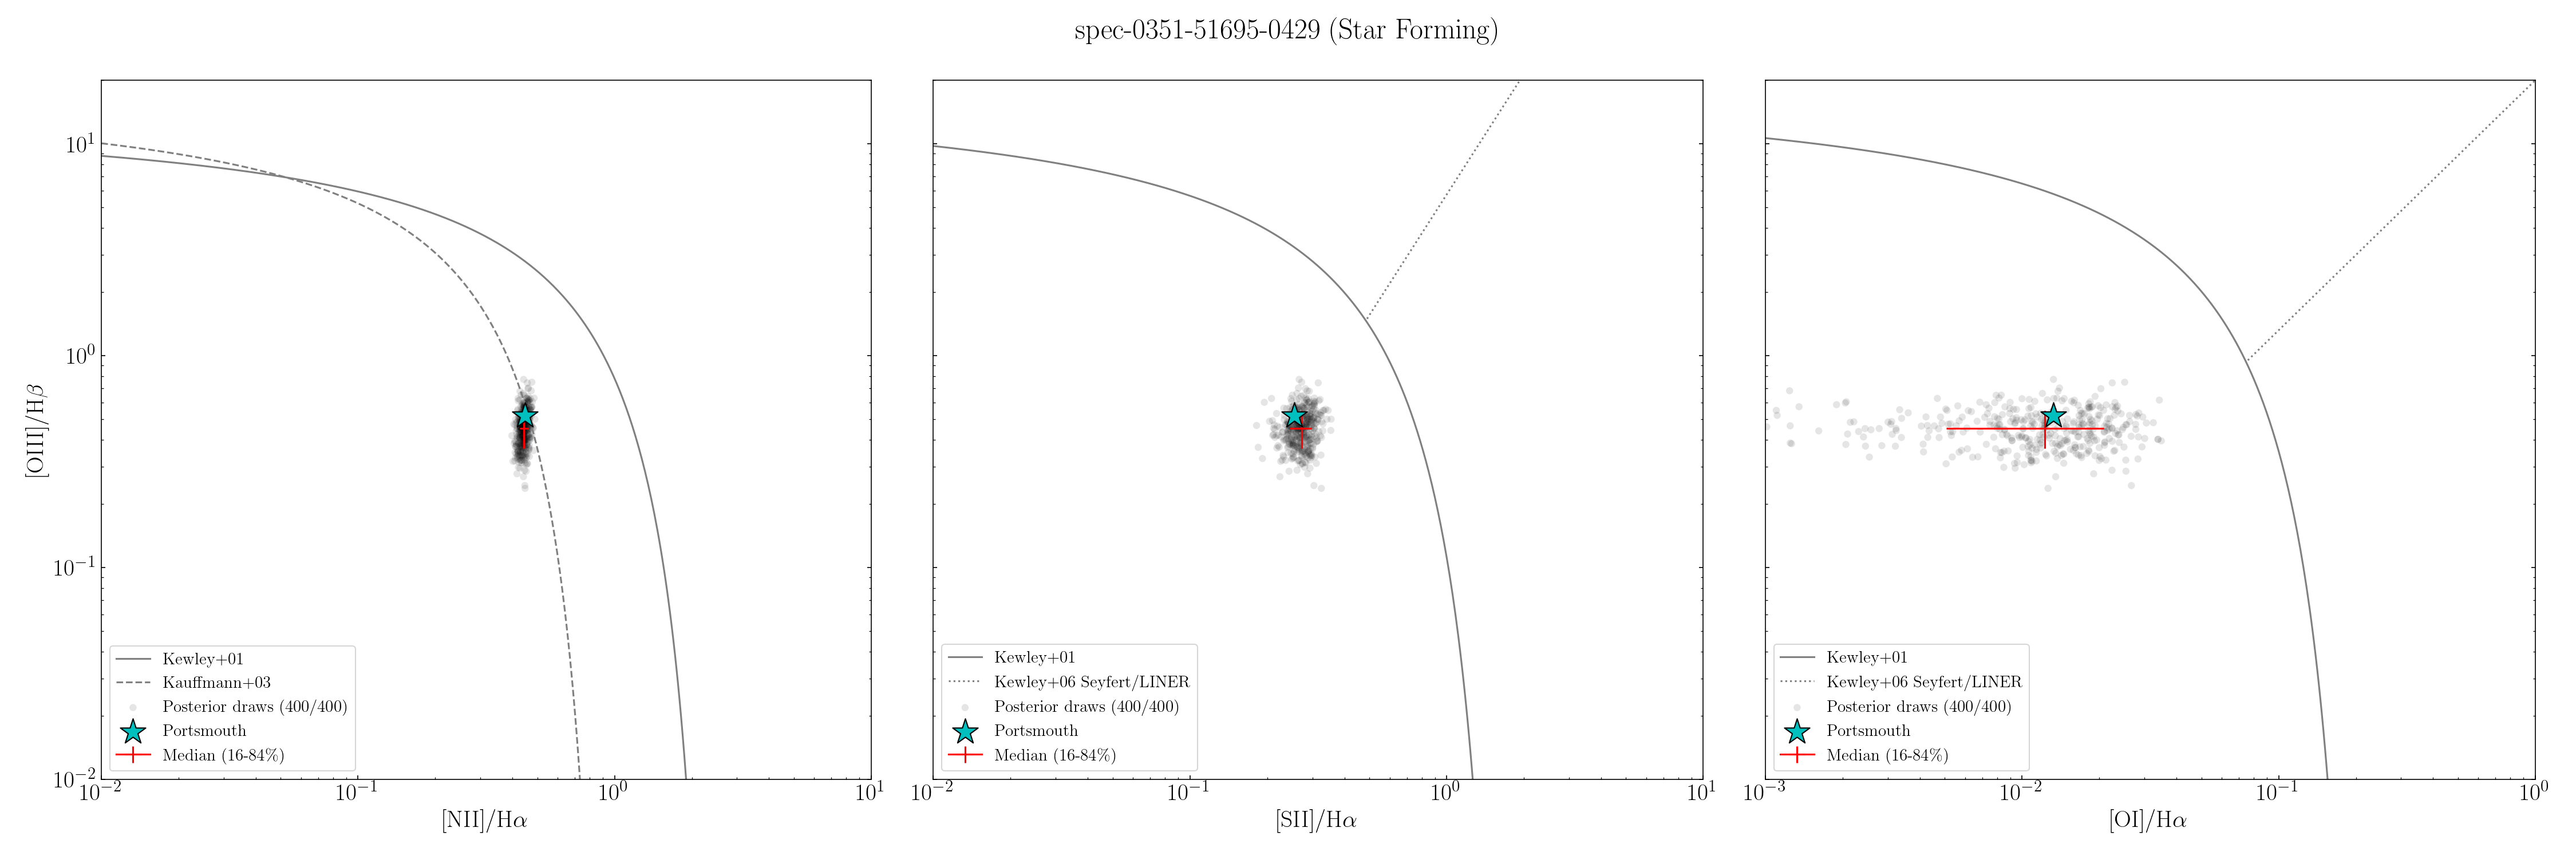 spec-0351-51695-0429 (Star Forming)
[OIII]/Hβ
10^1
10^0
10^-1
10^-2
Kewley+01
Kauffmann+03
Posterior draws (400/400)
Portsmouth
Median (16-84%)
10^-2
10^-1
10^0
10^1
[NII]/Hα
Kewley+01
Kewley+06 Seyfert/LINER
Posterior draws (400/400)
Portsmouth
Median (16-84%)
10^-2
10^-1
10^0
10^1
[SII]/Hα
Kewley+01
Kewley+06 Seyfert/LINER
Posterior draws (400/400)
Portsmouth
Median (16-84%)
10^-3
10^-2
10^-1
10^0
[OI]/Hα